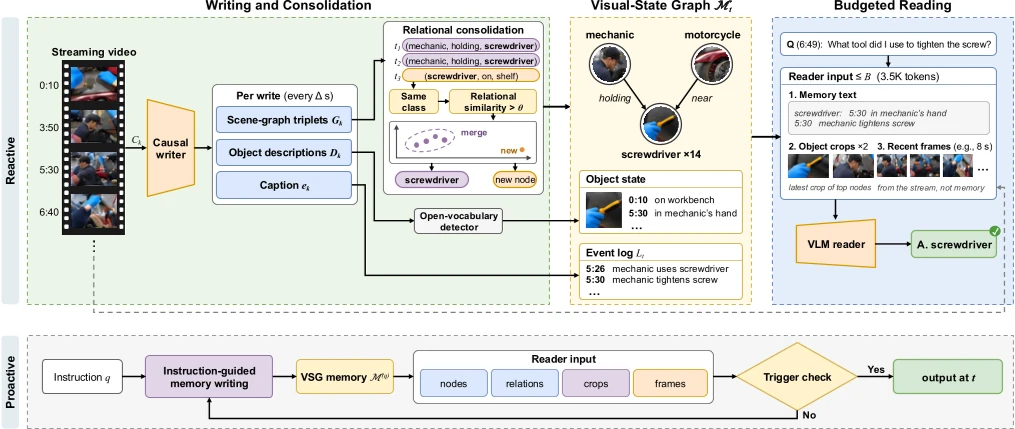 Writing and Consolidation
Visual-State Graph 𝓜ₜ
Budgeted Reading
Reactive
Streaming video
0:10
3:50
5:30
6:40
Cₖ
Causal
writer
Per write (every Δ s)
Scene-graph triplets Gₖ
Object descriptions Dₖ
Caption eₖ
Relational consolidation
t₁ (mechanic, holding, screwdriver)
t₂ (mechanic, holding, screwdriver)
t₃ (screwdriver, on, shelf)
Same
class
Relational
similarity > θ
merge
new
screwdriver
new node
Open-vocabulary
detector
mechanic
motorcycle
holding
near
screwdriver ×14
Object state
0:10 on workbench
5:30 in mechanic's hand
...
Event log Lₜ
5:26 mechanic uses screwdriver
5:30 mechanic tightens screw
...
Q (6:49): What tool did I use to tighten the screw?
Reader input ≤ B (3.5K tokens)
1. Memory text
screwdriver: 5:30 in mechanic's hand
5:30 mechanic tightens screw
2. Object crops ×2
3. Recent frames (e.g., 8 s)
...
latest crop of top nodes
from the stream, not memory
VLM reader
A. screwdriver
Proactive
Instruction q
Instruction-guided
memory writing
VSG memory 𝓜⁽q⁾
Reader input
nodes
relations
crops
frames
Trigger check
Yes
No
output at t